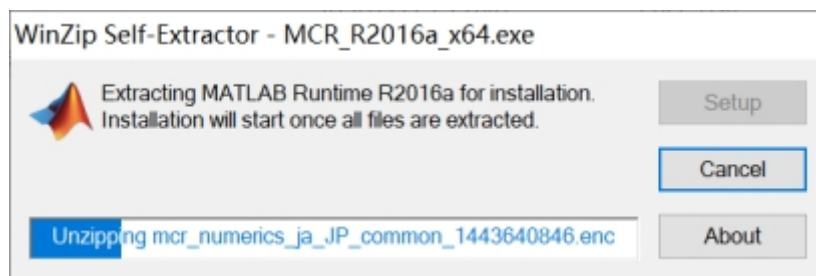 WinZip Self-Extractor - MCR_R2016a_x64.exe
Extracting MATLAB Runtime R2016a for installation.
Installation will start once all files are extracted.
Setup
Cancel
Unzipping mcr_numerics_ja_JP_common_1443640846.enc
About